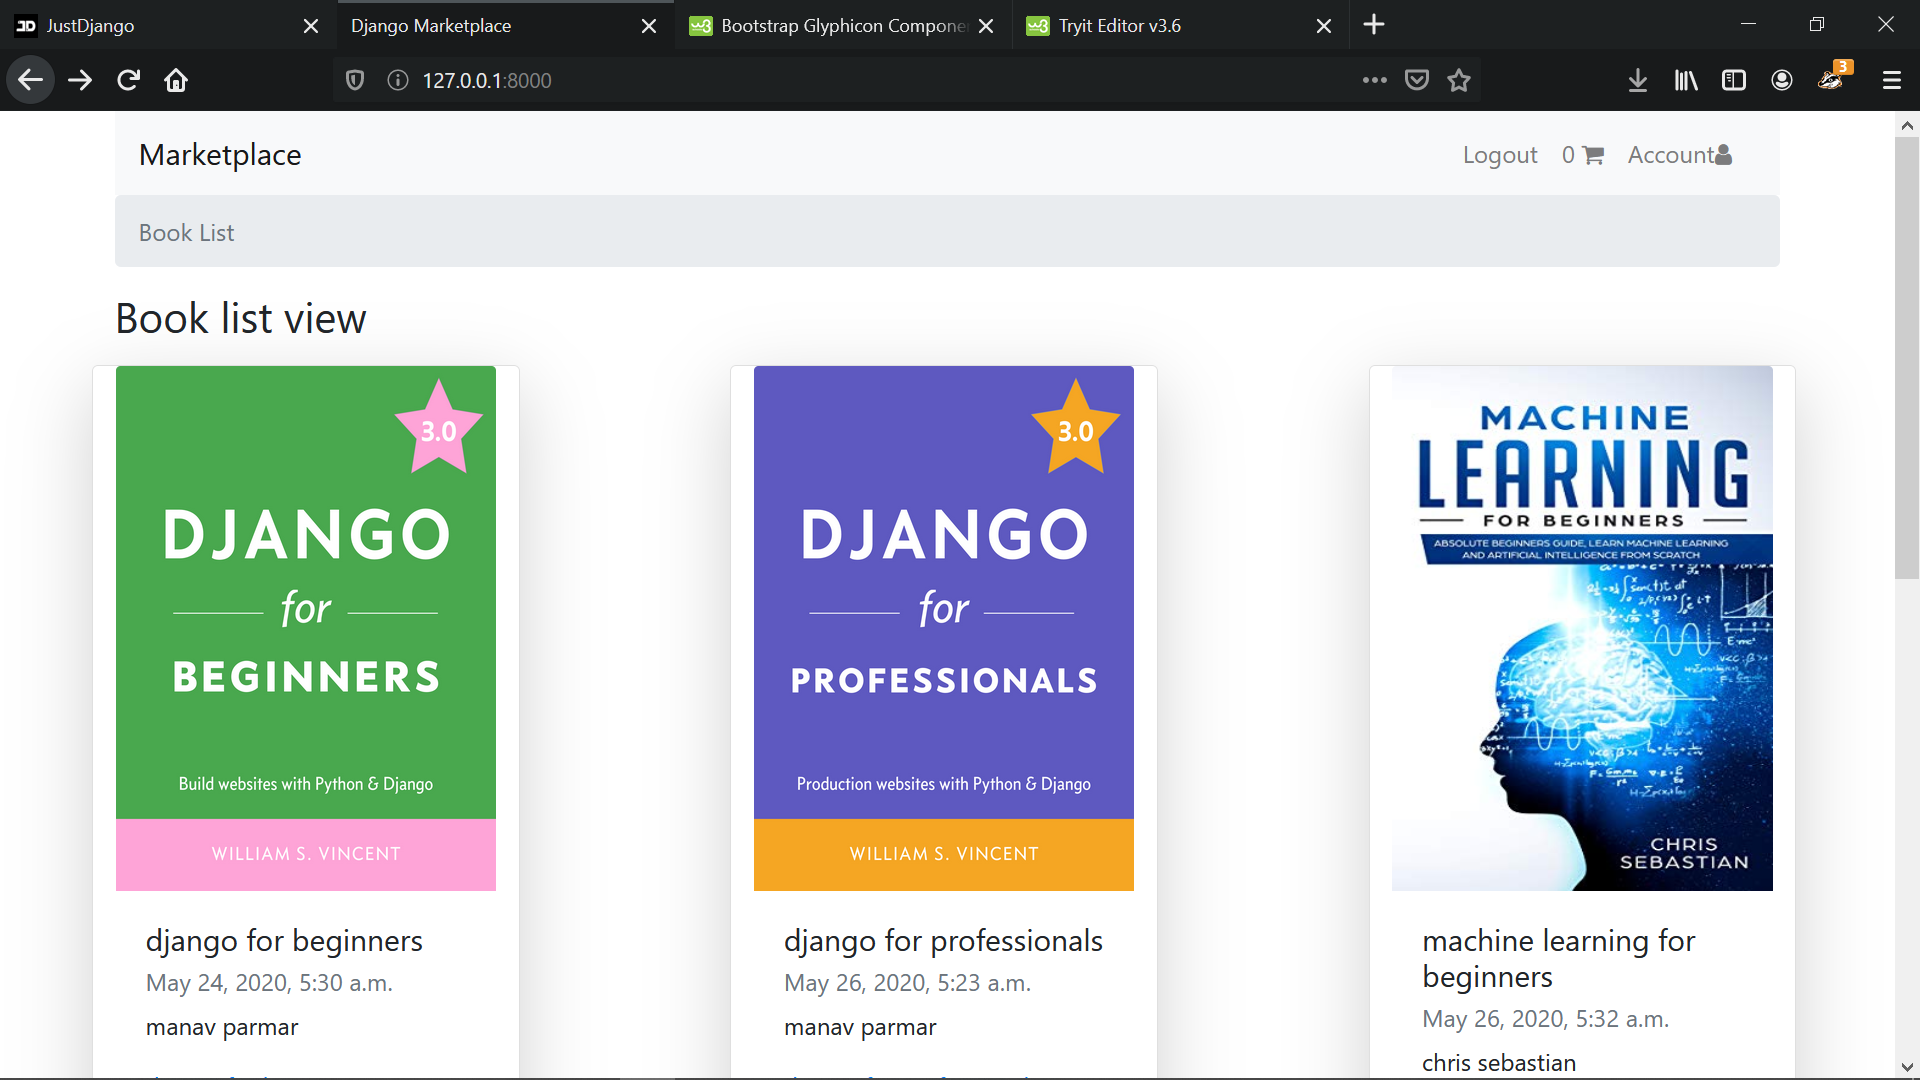 JustDjango
Django Marketplace
Bootstrap Glyphicon Compone
Tryit Editor v3.6
127.0.0.1:8000
3
Marketplace
Logout
0
Account
Book List
Book list view
3.0
DJANGO
for
BEGINNERS
Build websites with Python & Django
WILLIAM S. VINCENT
3.0
DJANGO
for
PROFESSIONALS
Production websites with Python & Django
WILLIAM S. VINCENT
MACHINE
LEARNING
FOR BEGINNERS
ABSOLUTE BEGINNERS GUIDE, LEARN MACHINE LEARNING
AND ARTIFICIAL INTELLIGENCE FROM SCRATCH
CHRIS
SEBASTIAN
django for beginners
May 24, 2020, 5:30 a.m.
manav parmar
django for professionals
May 26, 2020, 5:23 a.m.
manav parmar
machine learning for
beginners
May 26, 2020, 5:32 a.m.
chris sebastian